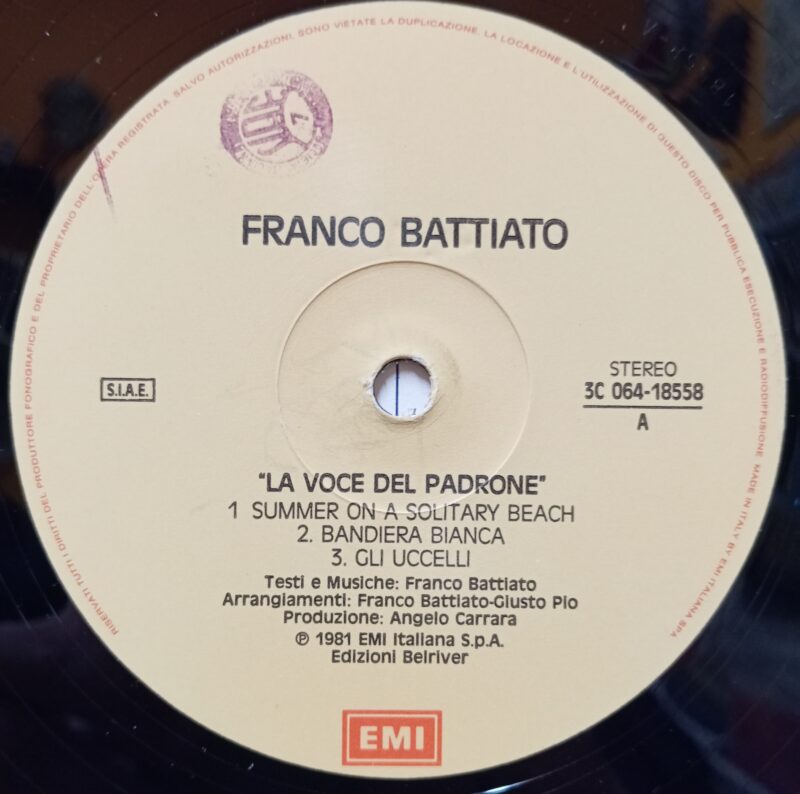 RISERVATI TUTTI I DIRITTI DEL PRODUTTORE FONOGRAFICO E DEL PROPRIETARIO DELL'OPERA REGISTRATA. SALVO AUTORIZZAZIONI, SONO VIETATE LA DUPLICAZIONE, LA LOCAZIONE E L'UTILIZZAZIONE DI QUESTO DISCO PER PUBBLICA ESECUZIONE E RADIODIFFUSIONE MADE IN ITALY BY EMI ITALIANA SPA
FRANCO BATTIATO
S.I.A.E.
STEREO
3C 064-18558
A
"LA VOCE DEL PADRONE"
1 SUMMER ON A SOLITARY BEACH
2. BANDIERA BIANCA
3. GLI UCCELLI
Testi e Musiche: Franco Battiato
Arrangiamenti: Franco Battiato-Giusto Pio
Produzione: Angelo Carrara
℗ 1981 EMI Italiana S.p.A.
Edizioni Belriver
EMI